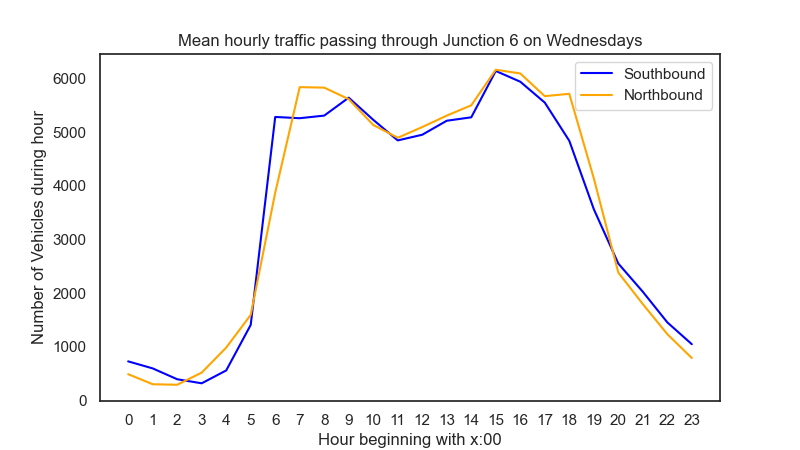 Mean hourly traffic passing through Junction 6 on Wednesdays
Southbound
Northbound
Number of Vehicles during hour
6000
5000
4000
3000
2000
1000
0
0 1 2 3 4 5 6 7 8 9 10 11 12 13 14 15 16 17 18 19 20 21 22 23
Hour beginning with x:00